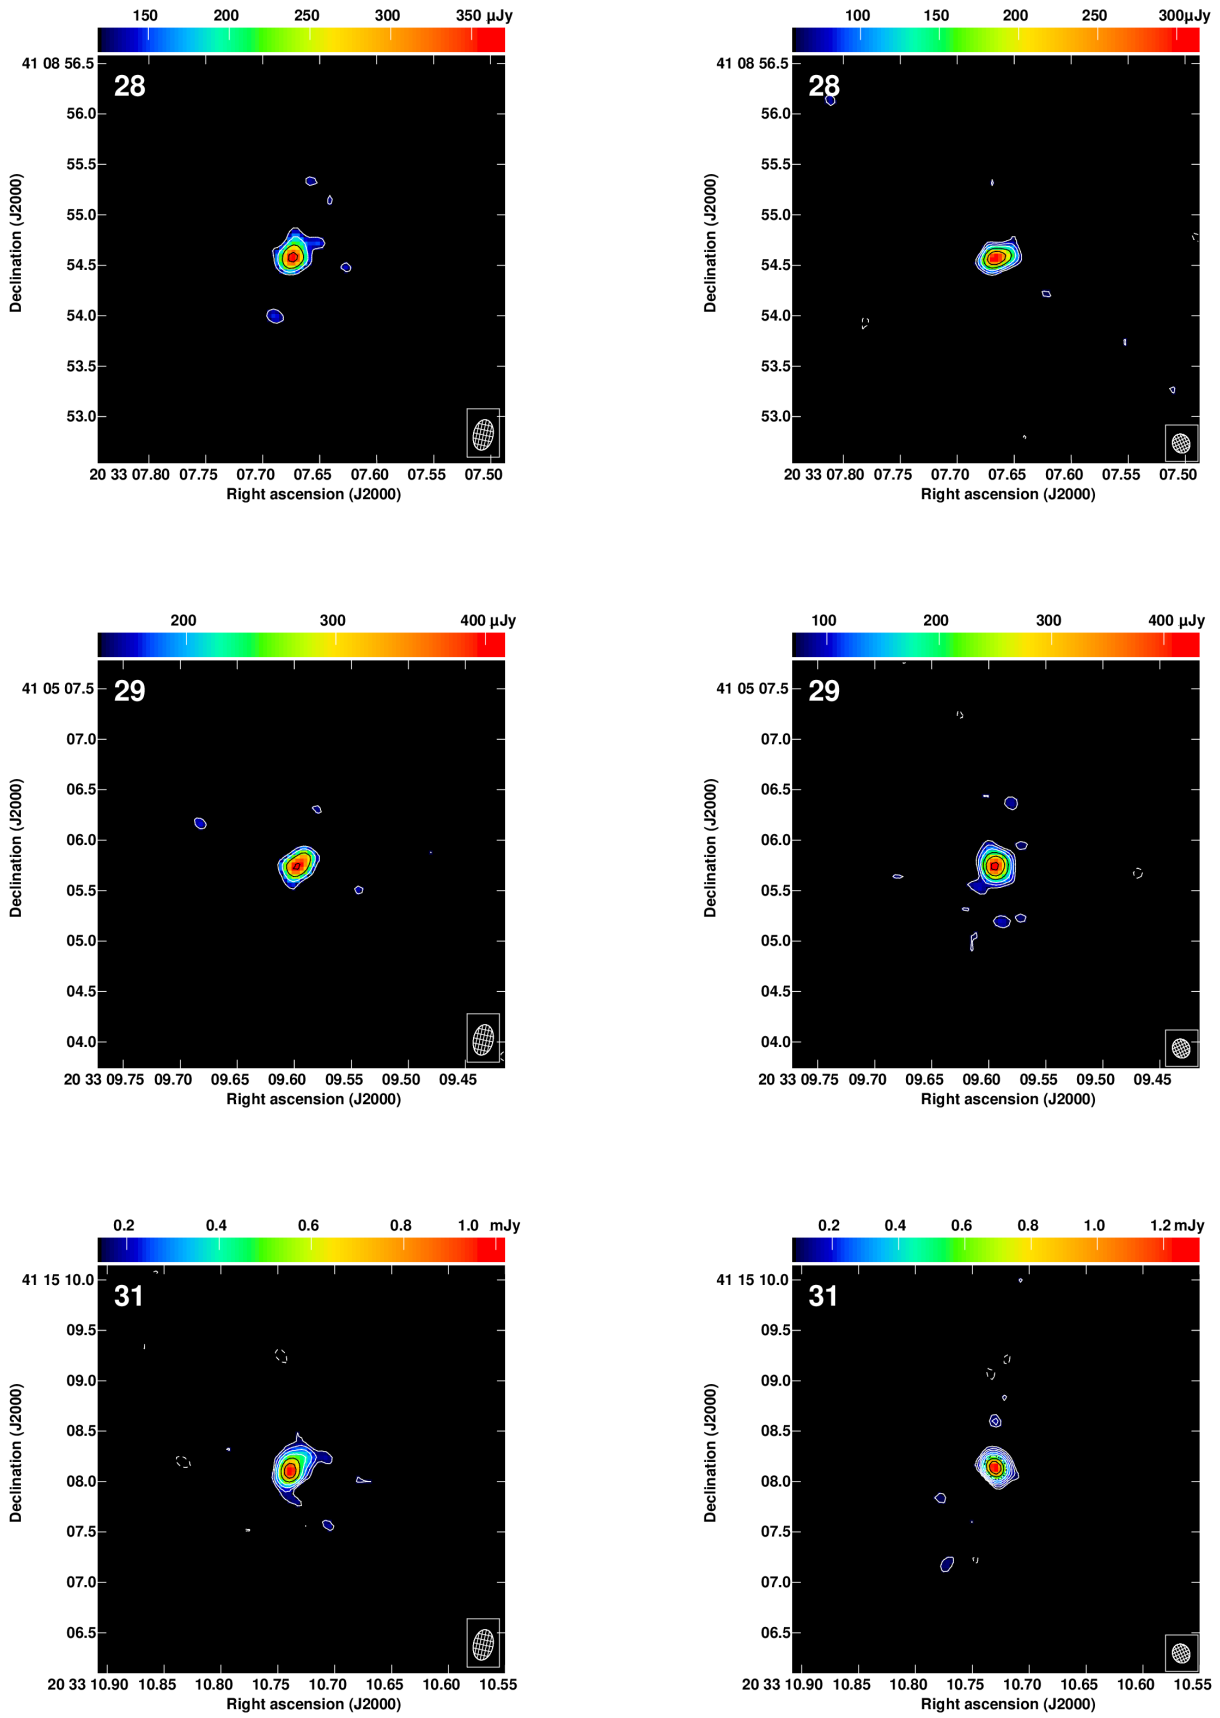 150 200 250 300 350 µJy
28
41 08 56.5
56.0
55.5
55.0
54.5
54.0
53.5
53.0
Declination (J2000)
20 33 07.80 07.75 07.70 07.65 07.60 07.55 07.50
Right ascension (J2000)
100 150 200 250 300µJy
28
41 08 56.5
56.0
55.5
55.0
54.5
54.0
53.5
53.0
Declination (J2000)
20 33 07.80 07.75 07.70 07.65 07.60 07.55 07.50
Right ascension (J2000)
200 300 400 µJy
29
41 05 07.5
07.0
06.5
06.0
05.5
05.0
04.5
04.0
Declination (J2000)
20 33 09.75 09.70 09.65 09.60 09.55 09.50 09.45
Right ascension (J2000)
100 200 300 400 µJy
29
41 05 07.5
07.0
06.5
06.0
05.5
05.0
04.5
04.0
Declination (J2000)
20 33 09.75 09.70 09.65 09.60 09.55 09.50 09.45
Right ascension (J2000)
0.2 0.4 0.6 0.8 1.0 mJy
31
41 15 10.0
09.5
09.0
08.5
08.0
07.5
07.0
06.5
Declination (J2000)
20 33 10.90 10.85 10.80 10.75 10.70 10.65 10.60 10.55
Right ascension (J2000)
0.2 0.4 0.6 0.8 1.0 1.2 mJy
31
41 15 10.0
09.5
09.0
08.5
08.0
07.5
07.0
06.5
Declination (J2000)
20 33 10.90 10.85 10.80 10.75 10.70 10.65 10.60 10.55
Right ascension (J2000)